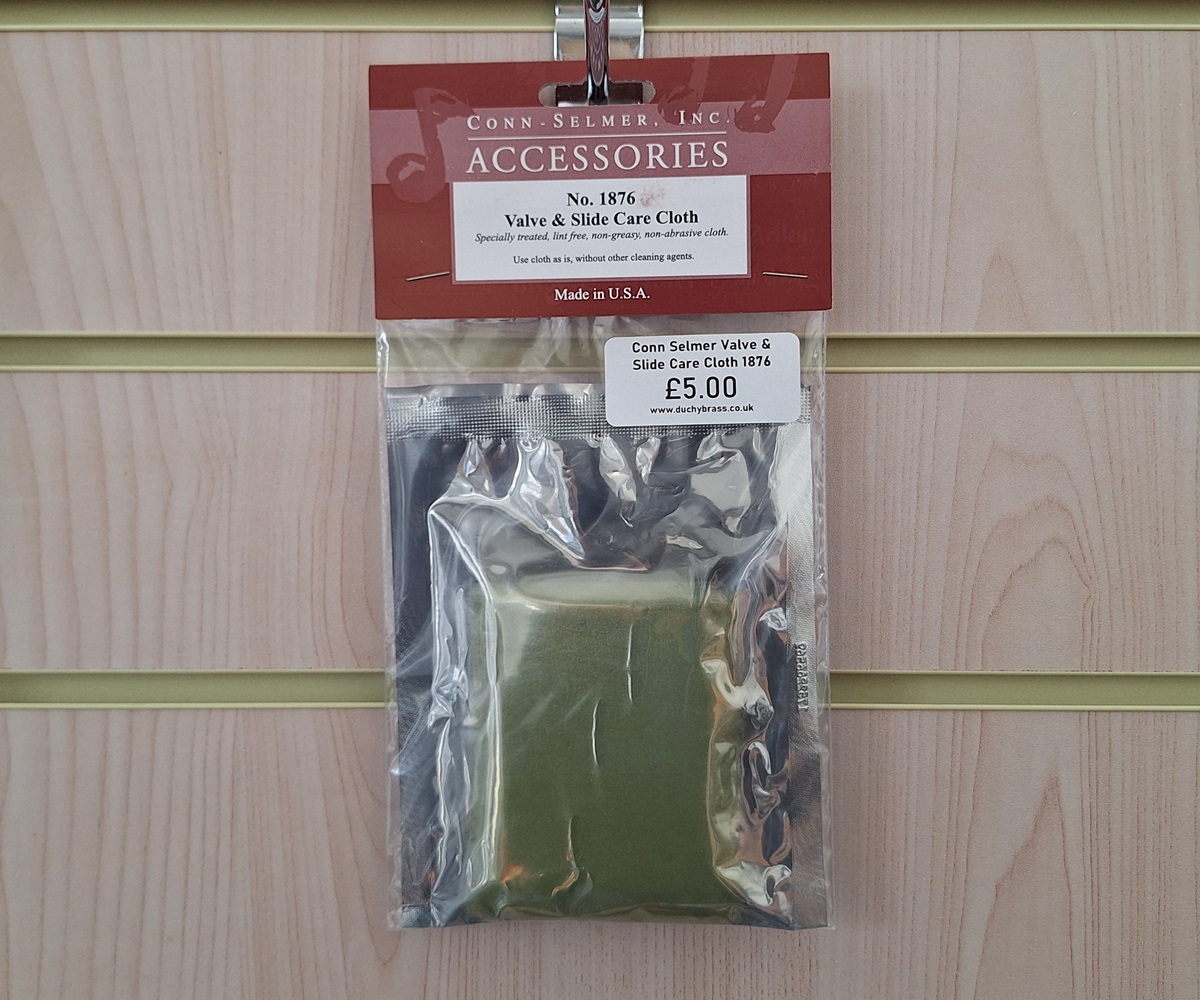 CONN-SELMER, INC.
ACCESSORIES
No. 1876
Valve & Slide Care Cloth
Specially treated, lint free, non-greasy, non-abrasive cloth.
Use cloth as is, without other cleaning agents.
Made in U.S.A.
Conn Selmer Valve &
Slide Care Cloth 1876
£5.00
www.duchybrass.co.uk